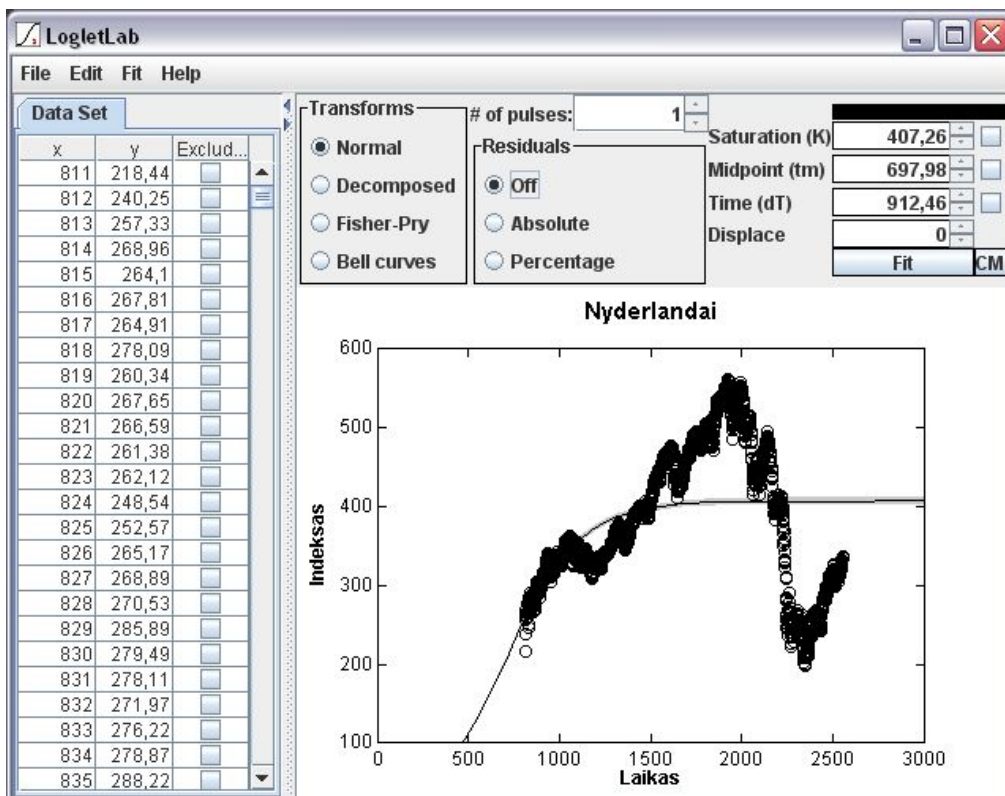 LogletLab
File Edit Fit Help
Data Set
x y Exclud...
811 218,44
812 240,25
813 257,33
814 268,96
815 264,1
816 267,81
817 264,91
818 278,09
819 260,34
820 267,65
821 266,59
822 261,38
823 262,12
824 248,54
825 252,57
826 265,17
827 268,89
828 270,53
829 285,89
830 279,49
831 278,11
832 271,97
833 276,22
834 278,87
835 288,22
Transforms
Normal
Decomposed
Fisher-Pry
Bell curves
# of pulses: 1
Residuals
Off
Absolute
Percentage
Saturation (K) 407,26
Midpoint (tm) 697,98
Time (dT) 912,46
Displace 0
Fit CM
Nyderlandai
Indeksas
600
500
400
300
200
100
0 500 1000 1500 2000 2500 3000
Laikas